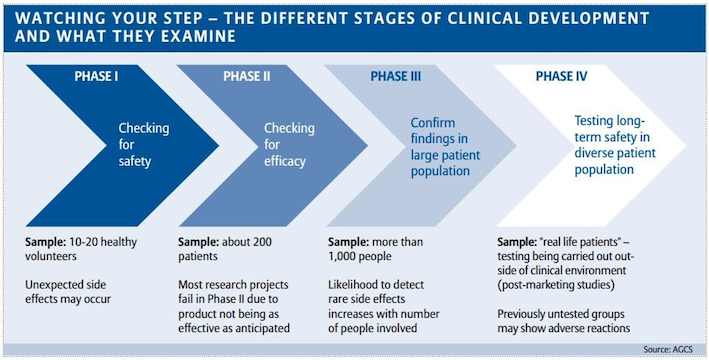 WATCHING YOUR STEP – THE DIFFERENT STAGES OF CLINICAL DEVELOPMENT
AND WHAT THEY EXAMINE
PHASE I
Checking
for
safety
Sample: 10-20 healthy
volunteers
Unexpected side
effects may occur
PHASE II
Checking
for
efficacy
Sample: about 200
patients
Most research projects
fail in Phase II due to
product not being as
effective as anticipated
PHASE III
Confirm
findings in
large patient
population
Sample: more than
1,000 people
Likelihood to detect
rare side effects
increases with number
of people involved
PHASE IV
Testing long-
term safety in
diverse patient
population
Sample: "real life patients" –
testing being carried out out-
side of clinical environment
(post-marketing studies)
Previously untested groups
may show adverse reactions
Source: AGCS